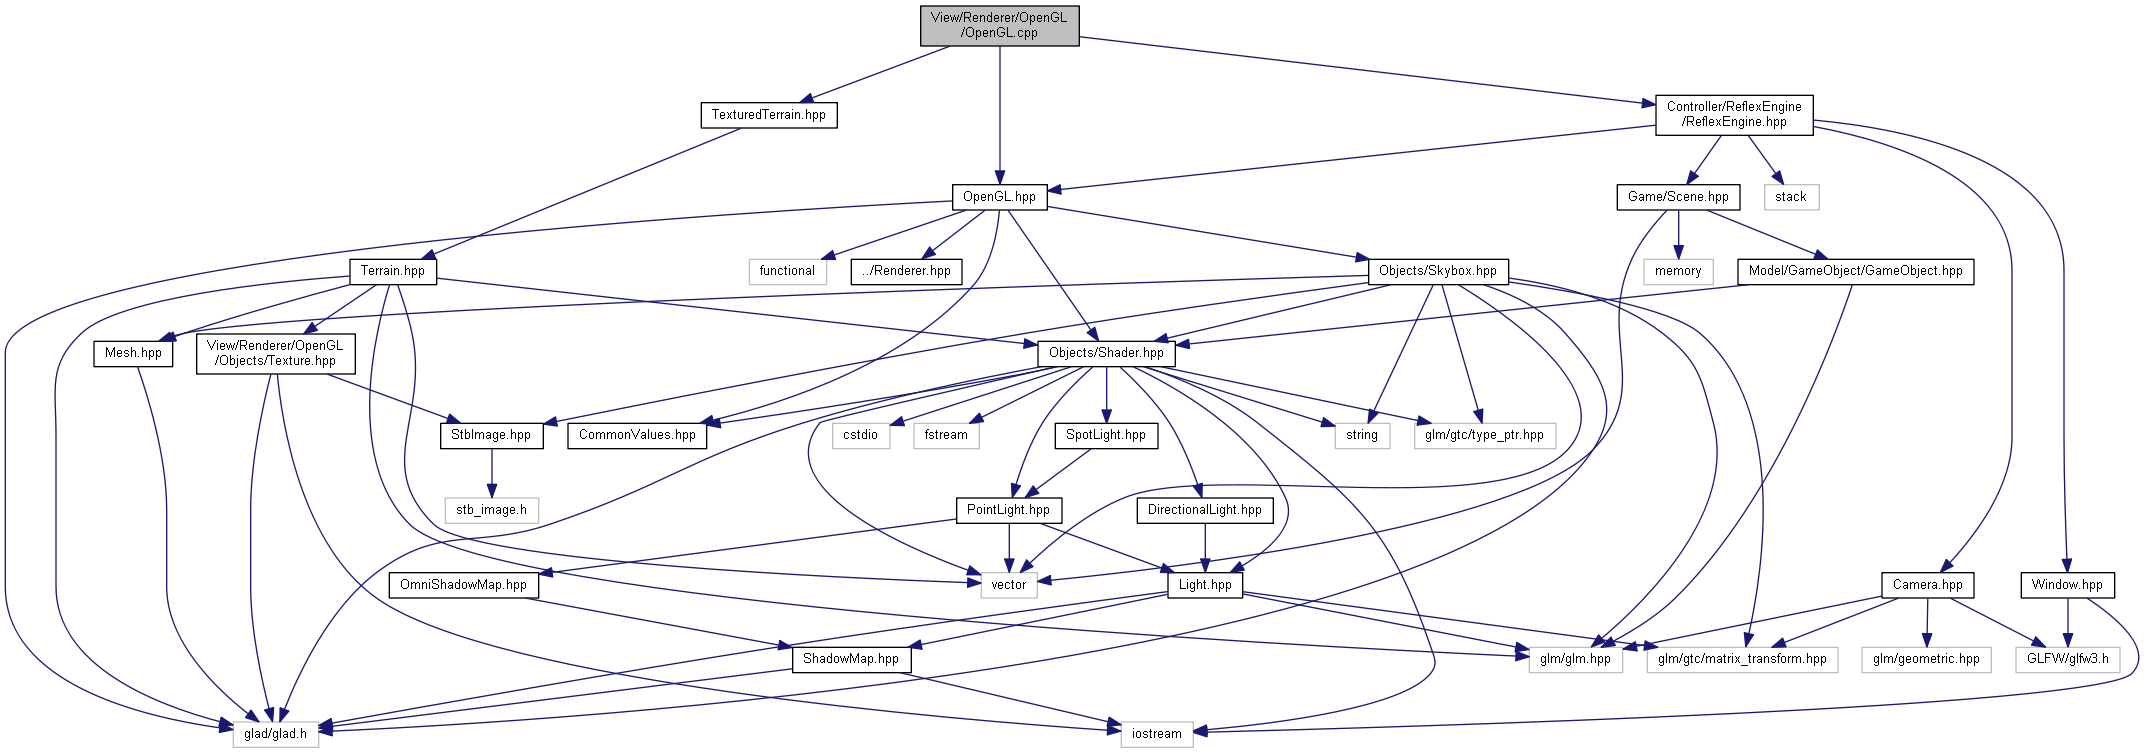 View/Renderer/OpenGL
/OpenGL.cpp
TexturedTerrain.hpp
Controller/ReflexEngine
/ReflexEngine.hpp
OpenGL.hpp
Game/Scene.hpp
stack
Terrain.hpp
functional
../Renderer.hpp
Objects/Skybox.hpp
memory
Model/GameObject/GameObject.hpp
Mesh.hpp
View/Renderer/OpenGL
/Objects/Texture.hpp
Objects/Shader.hpp
StbImage.hpp
CommonValues.hpp
cstdio
fstream
SpotLight.hpp
string
glm/gtc/type_ptr.hpp
stb_image.h
PointLight.hpp
DirectionalLight.hpp
OmniShadowMap.hpp
vector
Light.hpp
Camera.hpp
Window.hpp
ShadowMap.hpp
glm/glm.hpp
glm/gtc/matrix_transform.hpp
glm/geometric.hpp
GLFW/glfw3.h
glad/glad.h
iostream